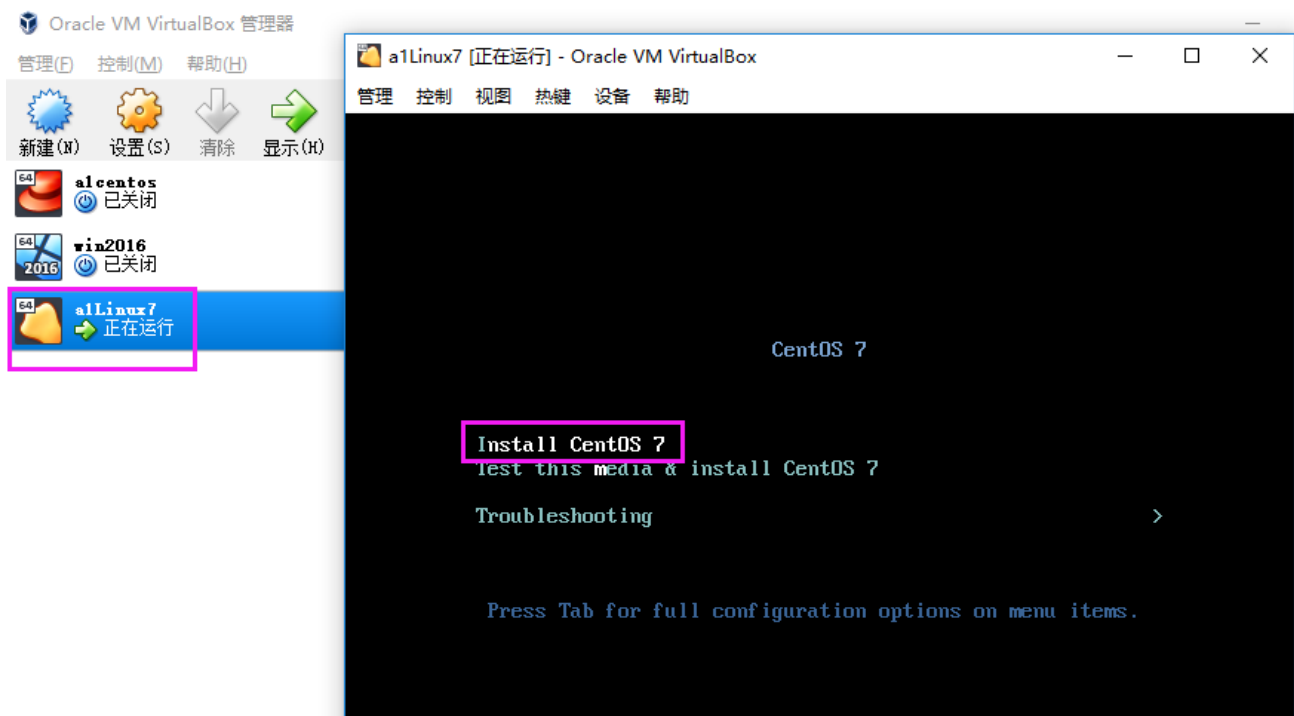 Oracle VM VirtualBox 管理器
管理(F) 控制(M) 帮助(H)
新建(N) 设置(S) 清除 显示(H)
64
a1centos
已关闭
64
2016
win2016
已关闭
64
a1Linux7
正在运行
a1Linux7 [正在运行] - Oracle VM VirtualBox
管理 控制 视图 热键 设备 帮助
CentOS 7
Install CentOS 7
Test this media & install CentOS 7
Troubleshooting >
Press Tab for full configuration options on menu items.